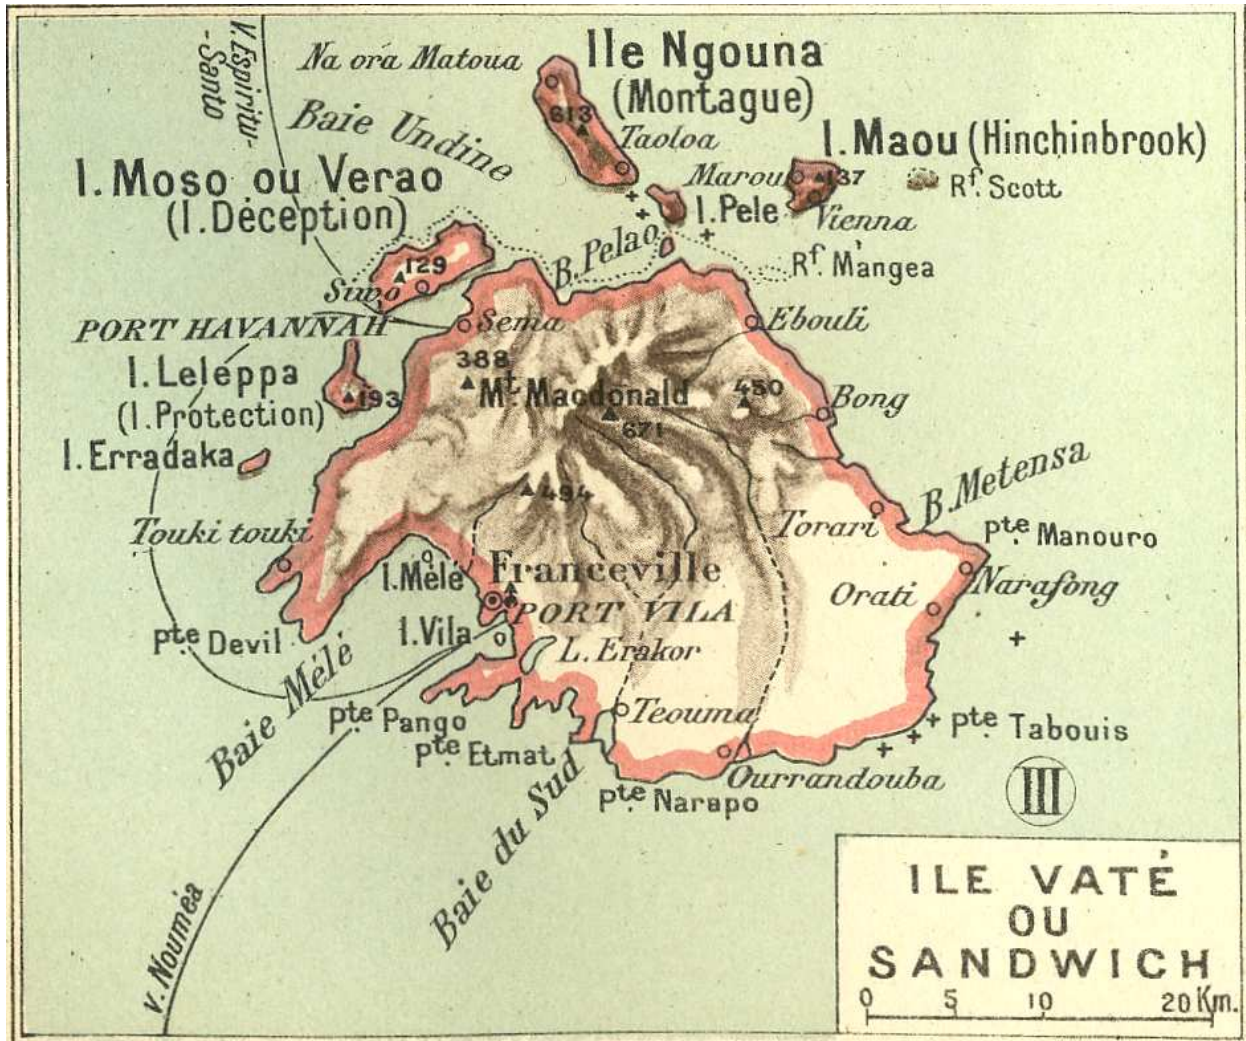 V. Espiritu-
-Santo
Na ora Matoua
Ile Ngouna
(Montague)
613
Taoloa
Baie Undine
I. Maou (Hinchinbrook)
Marou
137
Rf. Scott
Vienna
I. Pele
I. Moso ou Verao
(I. Déception)
B. Pelao
Rf. Mangea
129
Siwo
PORT HAVANNAH
Sema
Ebouli
I. Leleppa
(I. Protection)
193
388
Mt. Macdonald
671
450
Bong
I. Erradaka
494
B. Metensa
Touki touki
Torari
pte. Manouro
I. Mélé
Franceville
Narafong
Orati
PORT VILA
pte. Devil
I. Vila
L. Erakor
Baie Mélé
pte. Pango
Teouma
pte. Tabouis
pte. Etmat
Ourrandouba
Baie du Sud
pte. Narapo
III
v. Nouméa
ILE VATÉ
OU
SANDWICH
0 5 10 20 Km.